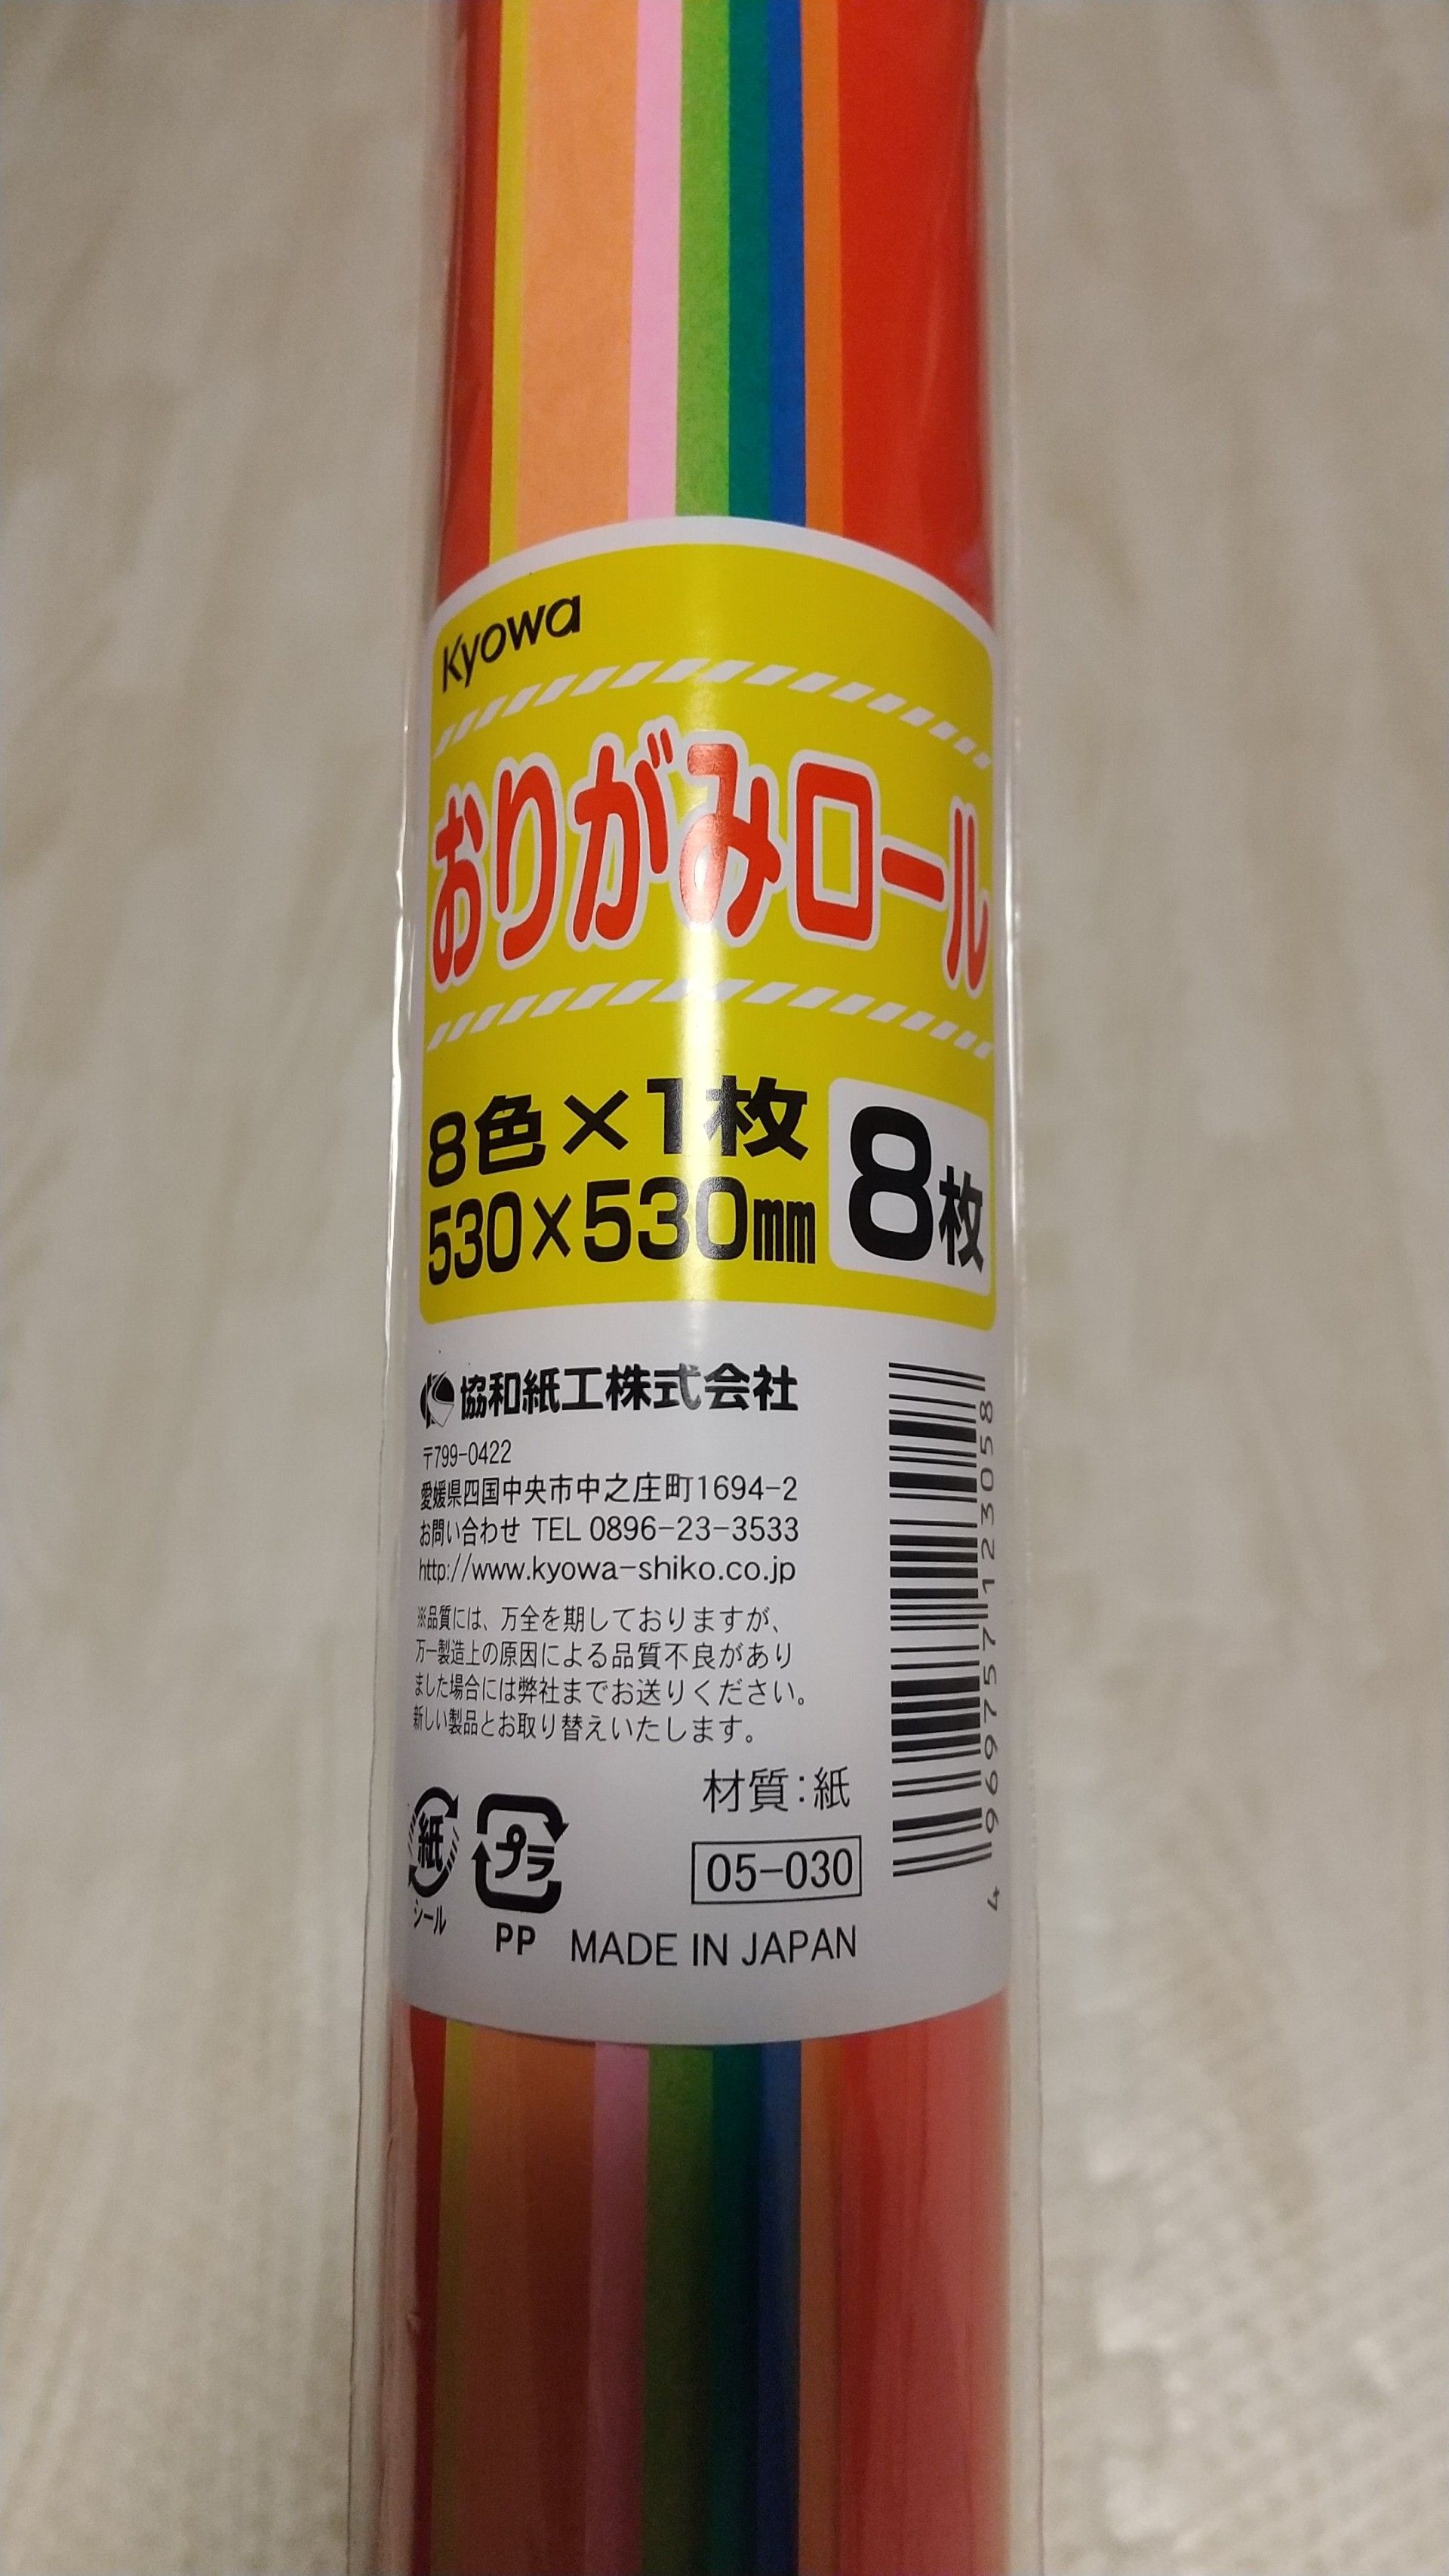 Kyowa
おりがみロール
8色×1枚
530×530mm
8枚
協和紙工株式会社
〒799-0422
愛媛県四国中央市中之庄町1694-2
お問い合わせ TEL 0896-23-3533
http://www.kyowa-shiko.co.jp
※品質には、万全を期しておりますが、
万一製造上の原因による品質不良があり
ました場合には弊社までお送りください。
新しい製品とお取り替えいたします。
材質:紙
紙
シール
プラ
PP
05-030
MADE IN JAPAN
4 969757 123058